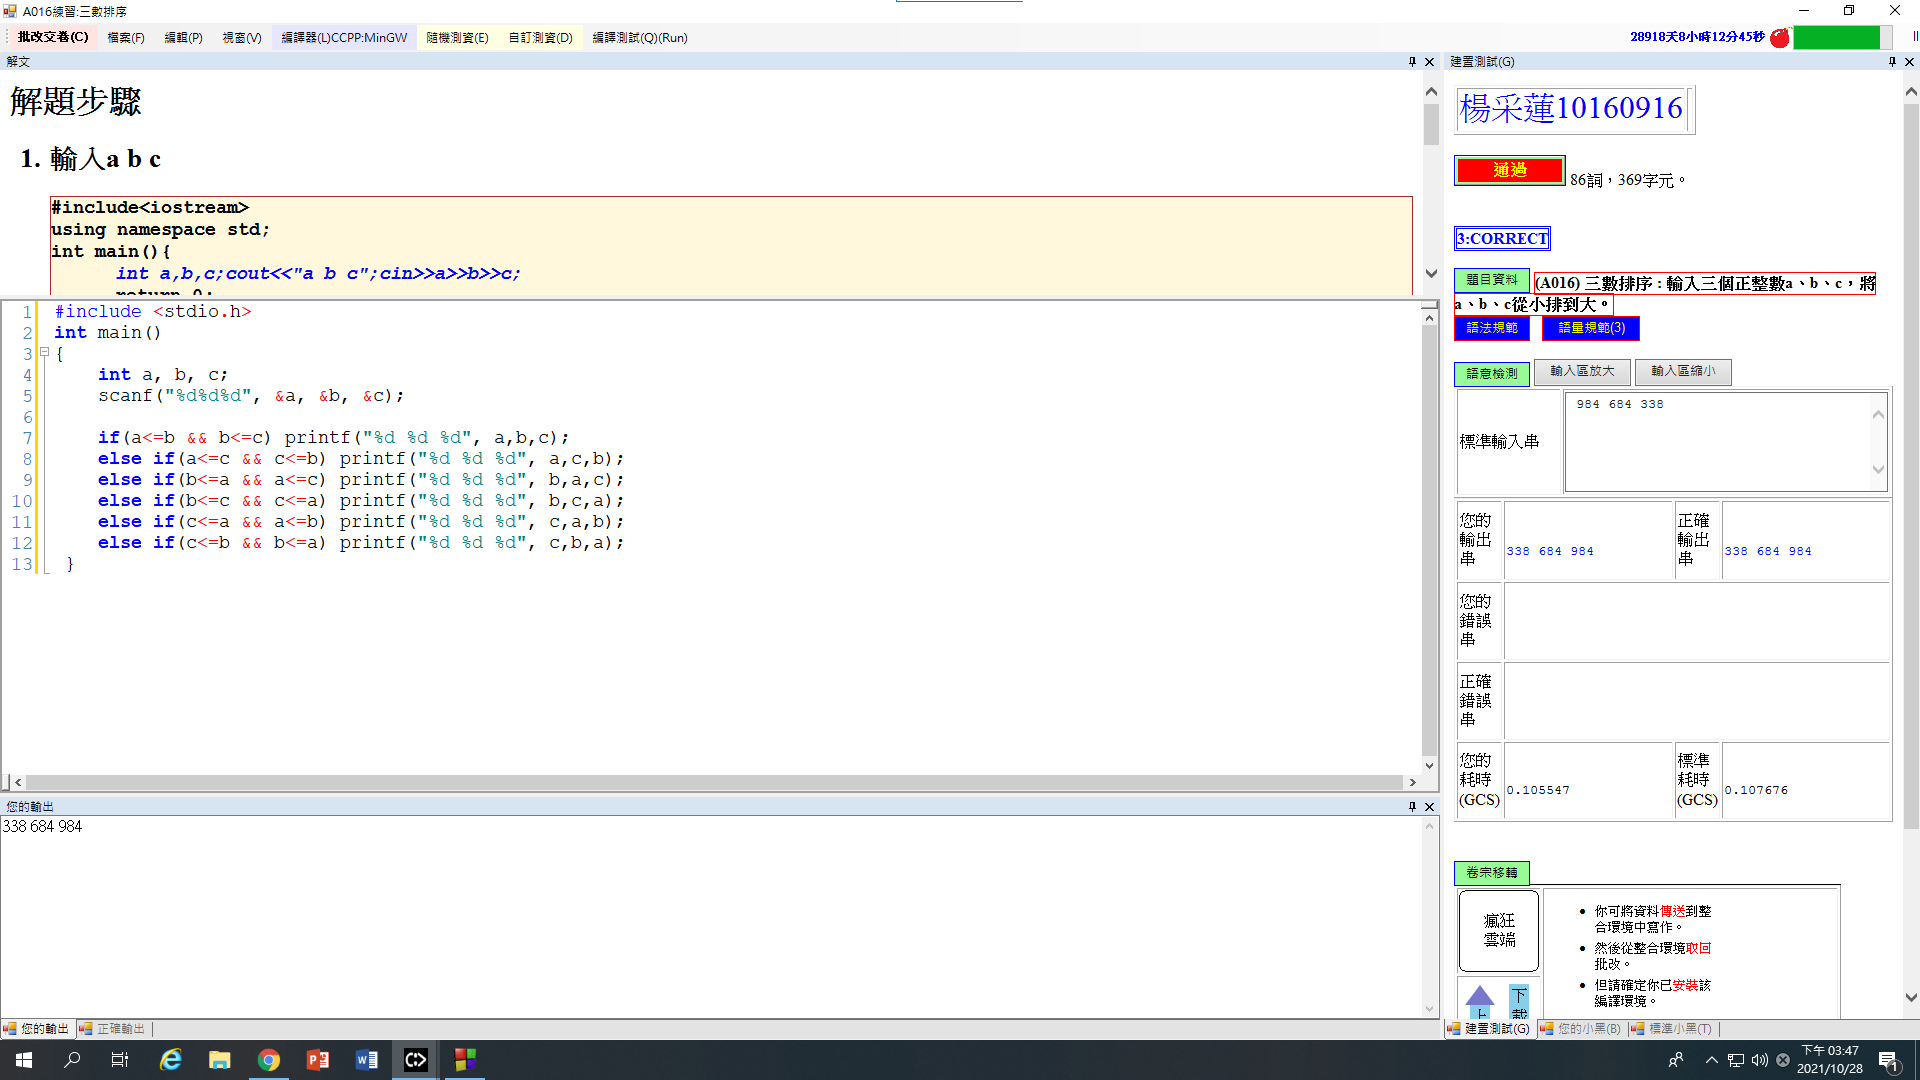 A016練習:三數排序
批改交卷(C) 檔案(F) 編輯(P) 視窗(V) 編譯器(L)CCPP:MinGW 隨機測資(E) 自訂測資(D) 編譯測試(Q)(Run) 28918天8小時12分45秒
解文
解題步驟
1. 輸入a b c
#include<iostream>
using namespace std;
int main(){
int a,b,c;cout<<"a b c";cin>>a>>b>>c;
return 0;
1 #include <stdio.h>
2 int main()
3 {
4 int a, b, c;
5 scanf("%d%d%d", &a, &b, &c);
6
7 if(a<=b && b<=c) printf("%d %d %d", a,b,c);
8 else if(a<=c && c<=b) printf("%d %d %d", a,c,b);
9 else if(b<=a && a<=c) printf("%d %d %d", b,a,c);
10 else if(b<=c && c<=a) printf("%d %d %d", b,c,a);
11 else if(c<=a && a<=b) printf("%d %d %d", c,a,b);
12 else if(c<=b && b<=a) printf("%d %d %d", c,b,a);
13 }
您的輸出
338 684 984
您的輸出 正確輸出
建置測試(G)
楊采蓮10160916
通過 86詞，369字元。
3:CORRECT
題目資料 (A016) 三數排序：輸入三個正整數a、b、c，將
a、b、c從小排到大。
語法規範 語量規範(3)
語意檢測 輸入區放大 輸入區縮小
標準輸入串 984 684 338
您的
輸出
串
338 684 984
正確
輸出
串
338 684 984
您的
錯誤
串
正確
錯誤
串
您的
耗時
(GCS)
0.105547
標準
耗時
(GCS)
0.107676
卷宗移轉
瘋狂
雲端
上
下
載
• 你可將資料傳送到整
合環境中寫作。
• 然後從整合環境取回
批改。
• 但請確定你已安裝該
編譯環境。
建置測試(G) 您的小黑(B) 標準小黑(T)
下午 03:47
2021/10/28
1